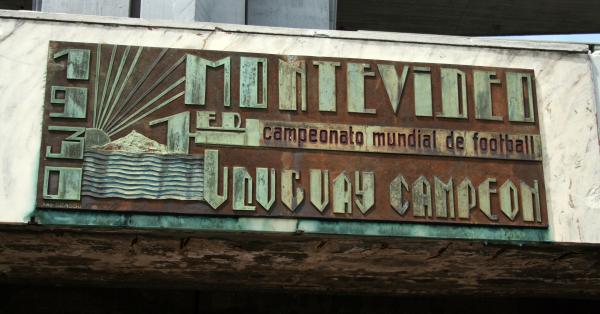 1930
MONTEVIDEO
1ER
campeonato mundial de football
URUGUAY CAMPEON